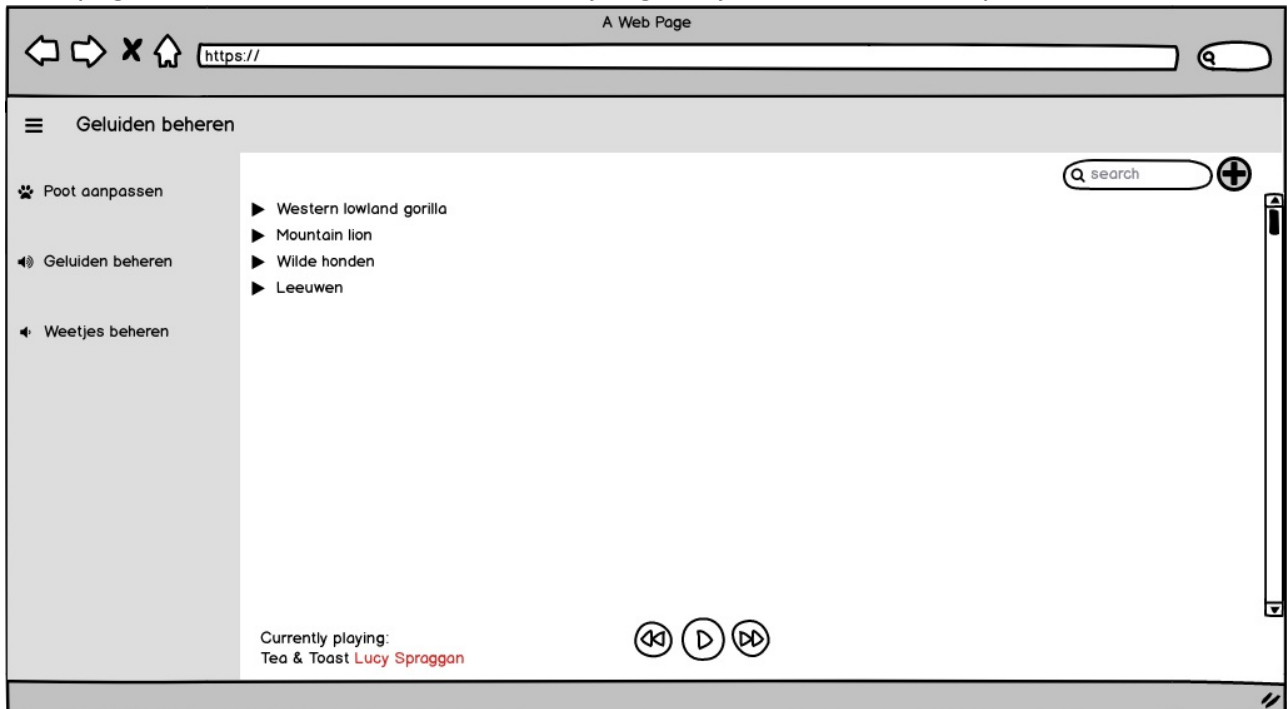 A Web Page
https://
Geluiden beheren
Poot aanpassen
Geluiden beheren
Weetjes beheren
search
Western lowland gorilla
Mountain lion
Wilde honden
Leeuwen
Currently playing:
Tea & Toast Lucy Spraggan